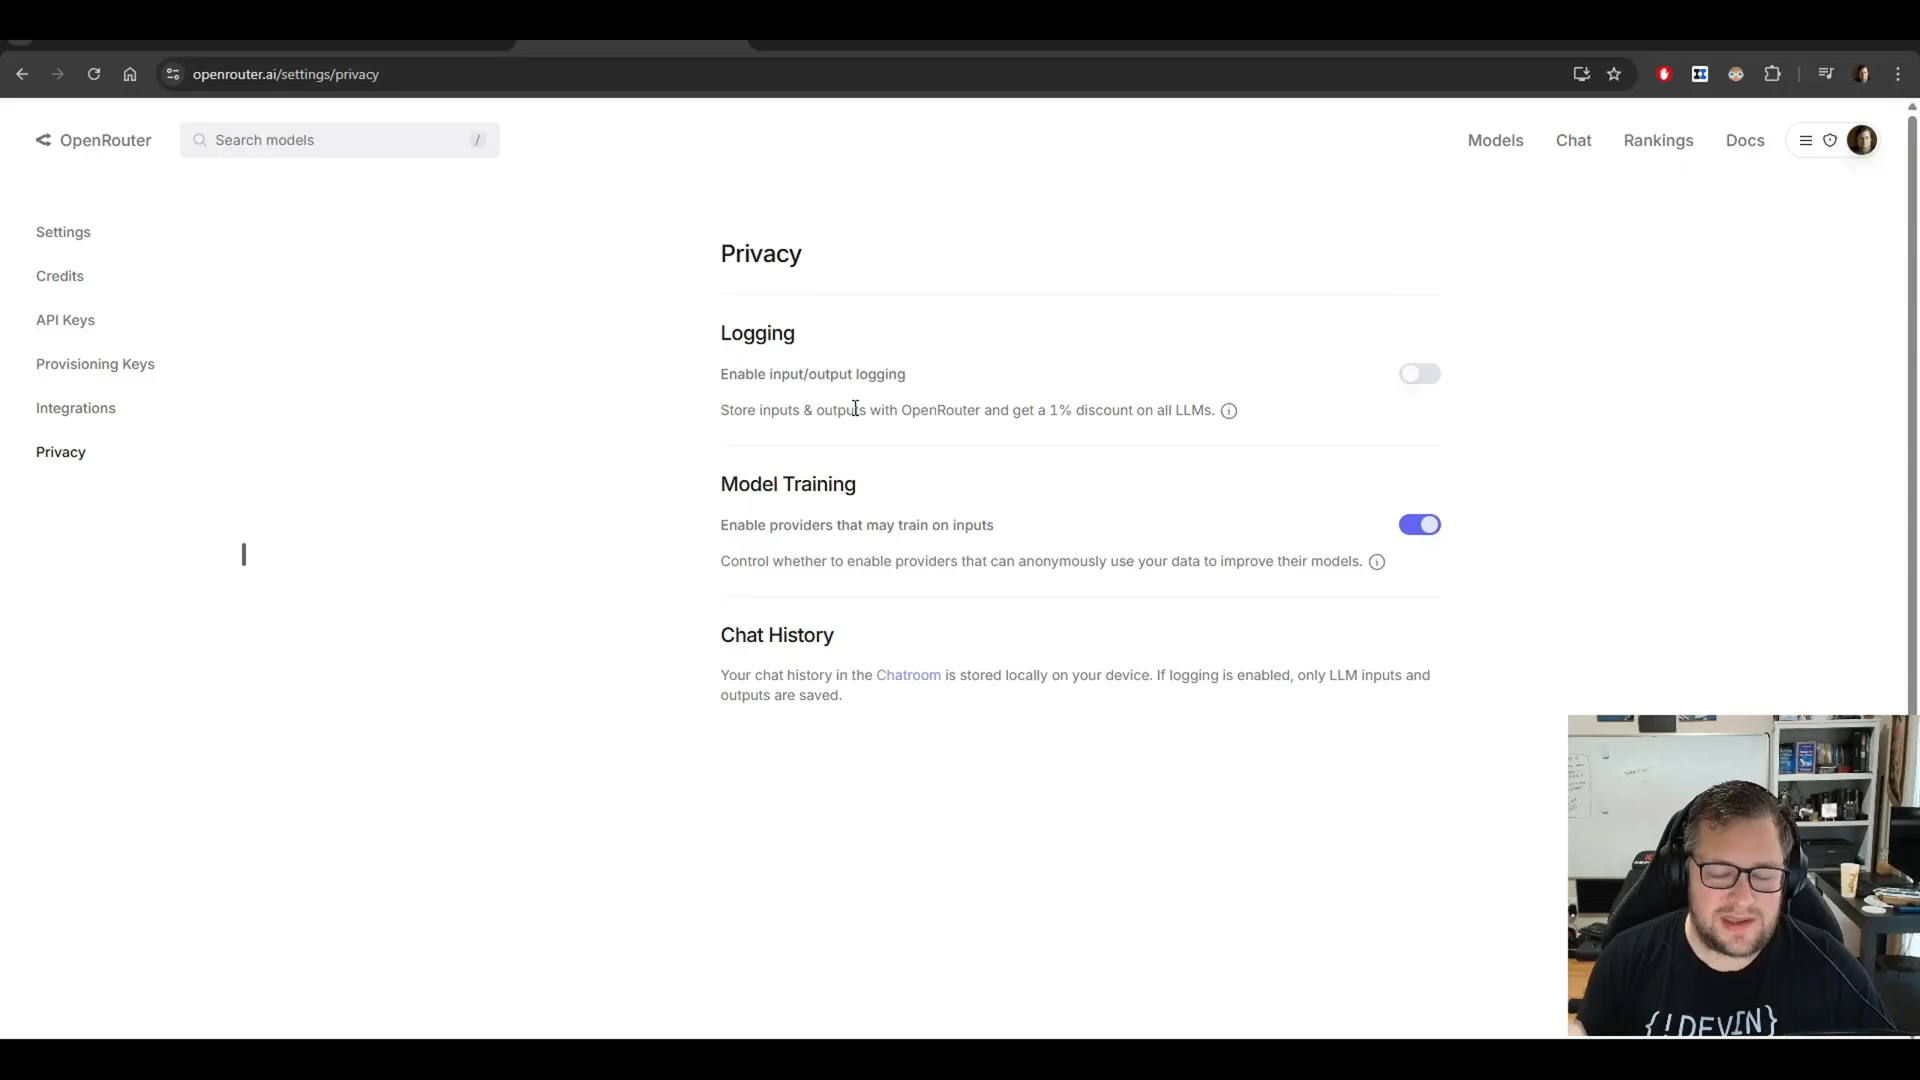 openrouter.ai/settings/privacy
OpenRouter
Search models
/
Models
Chat
Rankings
Docs
Settings
Credits
API Keys
Provisioning Keys
Integrations
Privacy
Privacy
Logging
Enable input/output logging
Store inputs & outputs with OpenRouter and get a 1% discount on all LLMs.
Model Training
Enable providers that may train on inputs
Control whether to enable providers that can anonymously use your data to improve their models.
Chat History
Your chat history in the Chatroom is stored locally on your device. If logging is enabled, only LLM inputs and
outputs are saved.
{!DEVIN}